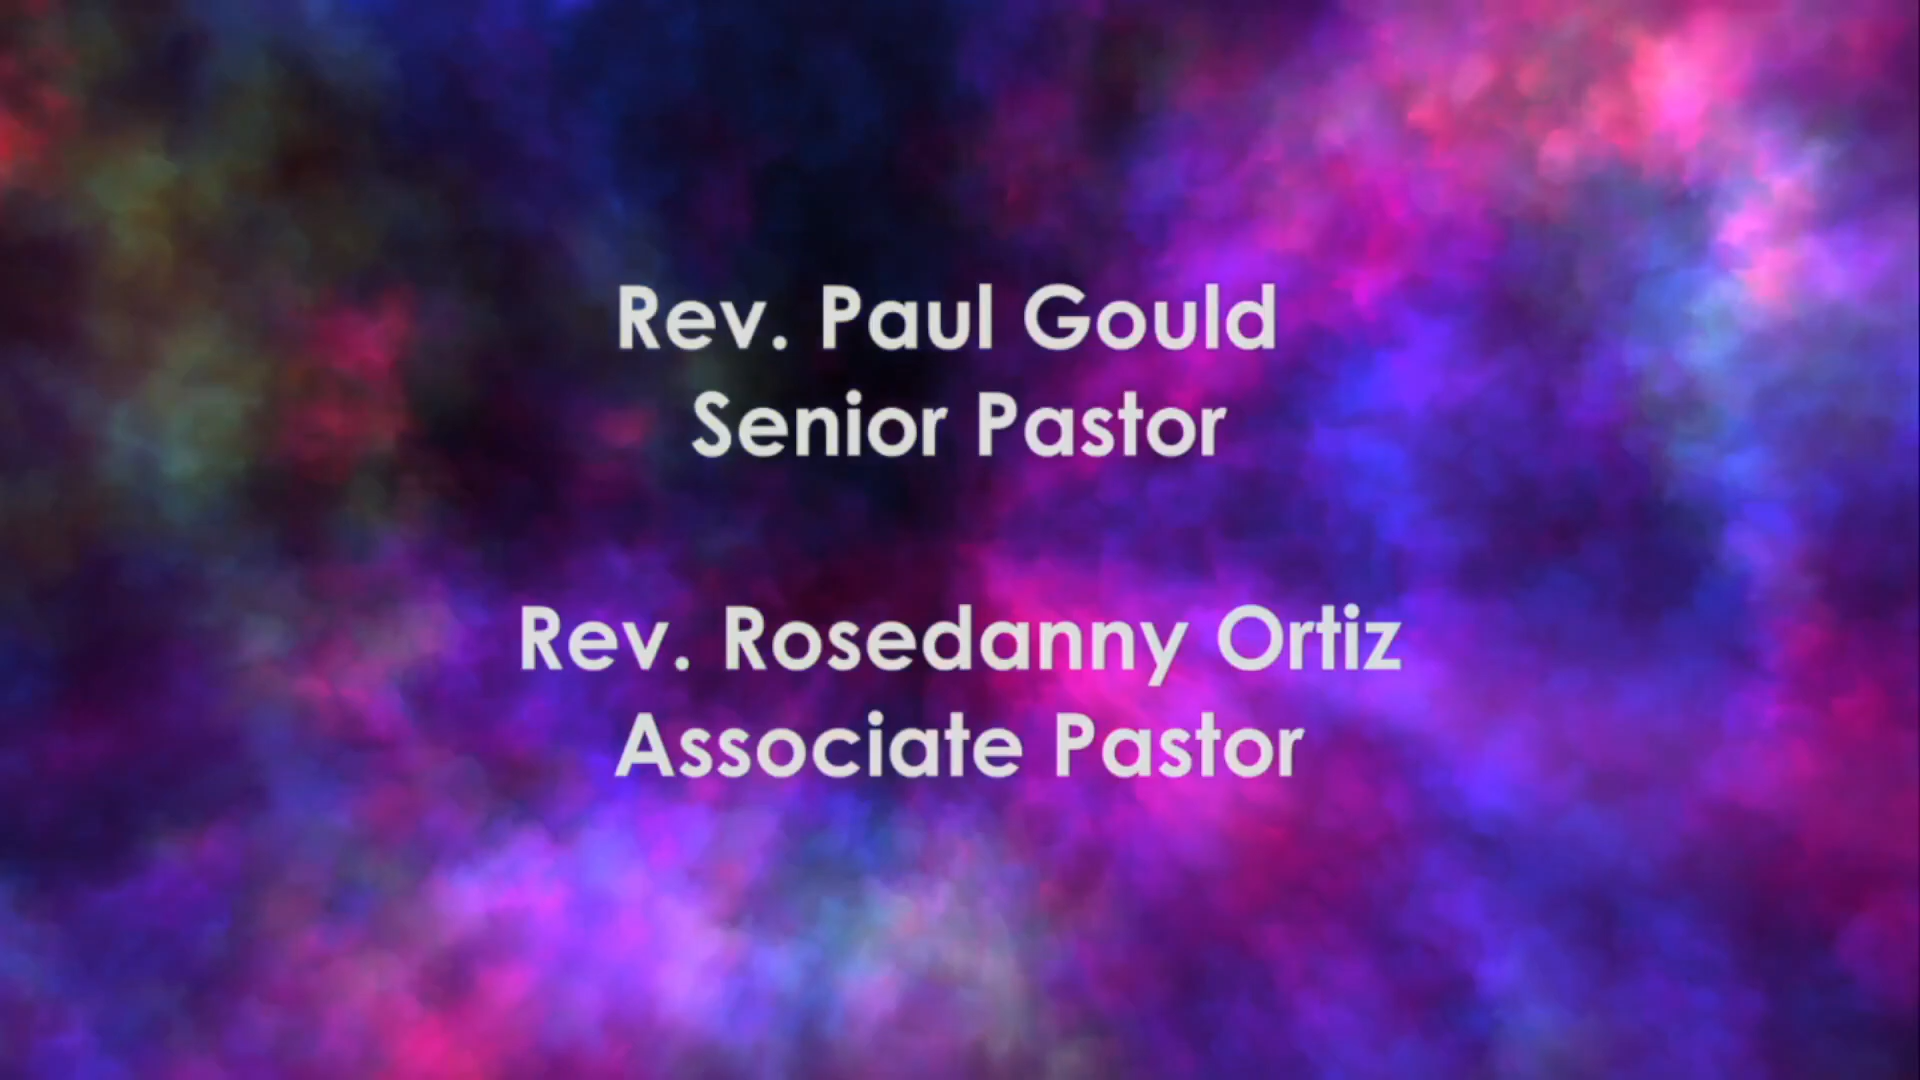 Rev. Paul Gould
Senior Pastor
Rev. Rosedanny Ortiz
Associate Pastor